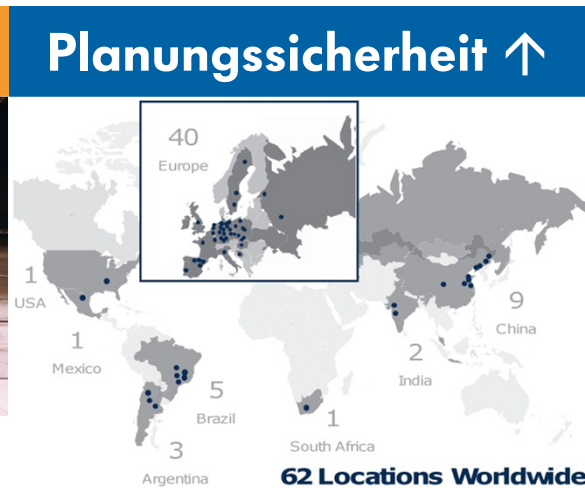 Planungssicherheit ↑
40
Europe
1
USA
1
Mexico
5
Brazil
3
Argentina
1
South Africa
2
India
9
China
62 Locations Worldwide